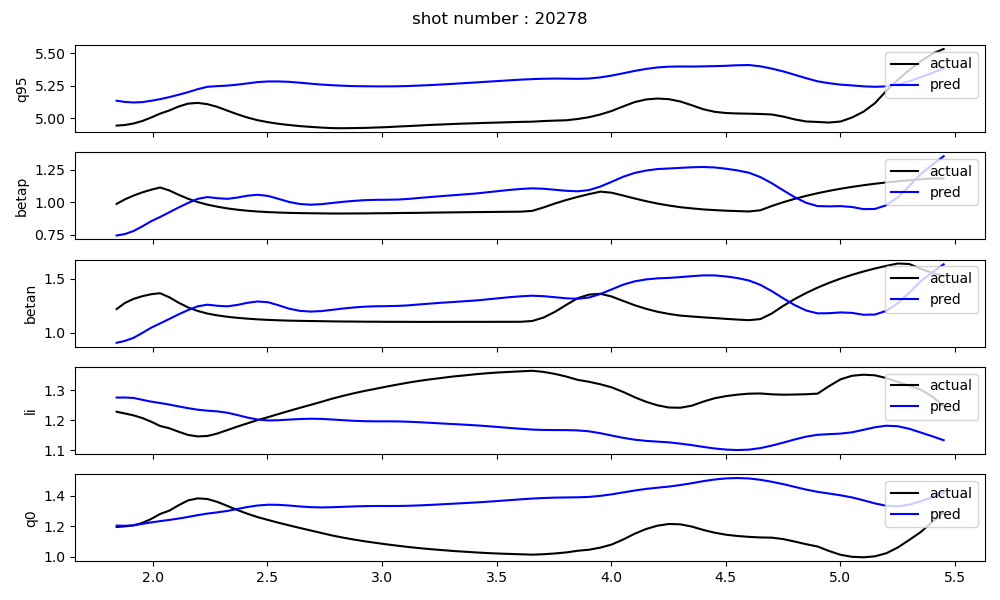 shot number : 20278
5.50
5.25
5.00
q95
actual
pred
1.25
1.00
0.75
betap
actual
pred
1.5
1.0
betan
actual
pred
1.3
1.2
1.1
li
actual
pred
1.4
1.2
1.0
q0
actual
pred
2.0 2.5 3.0 3.5 4.0 4.5 5.0 5.5